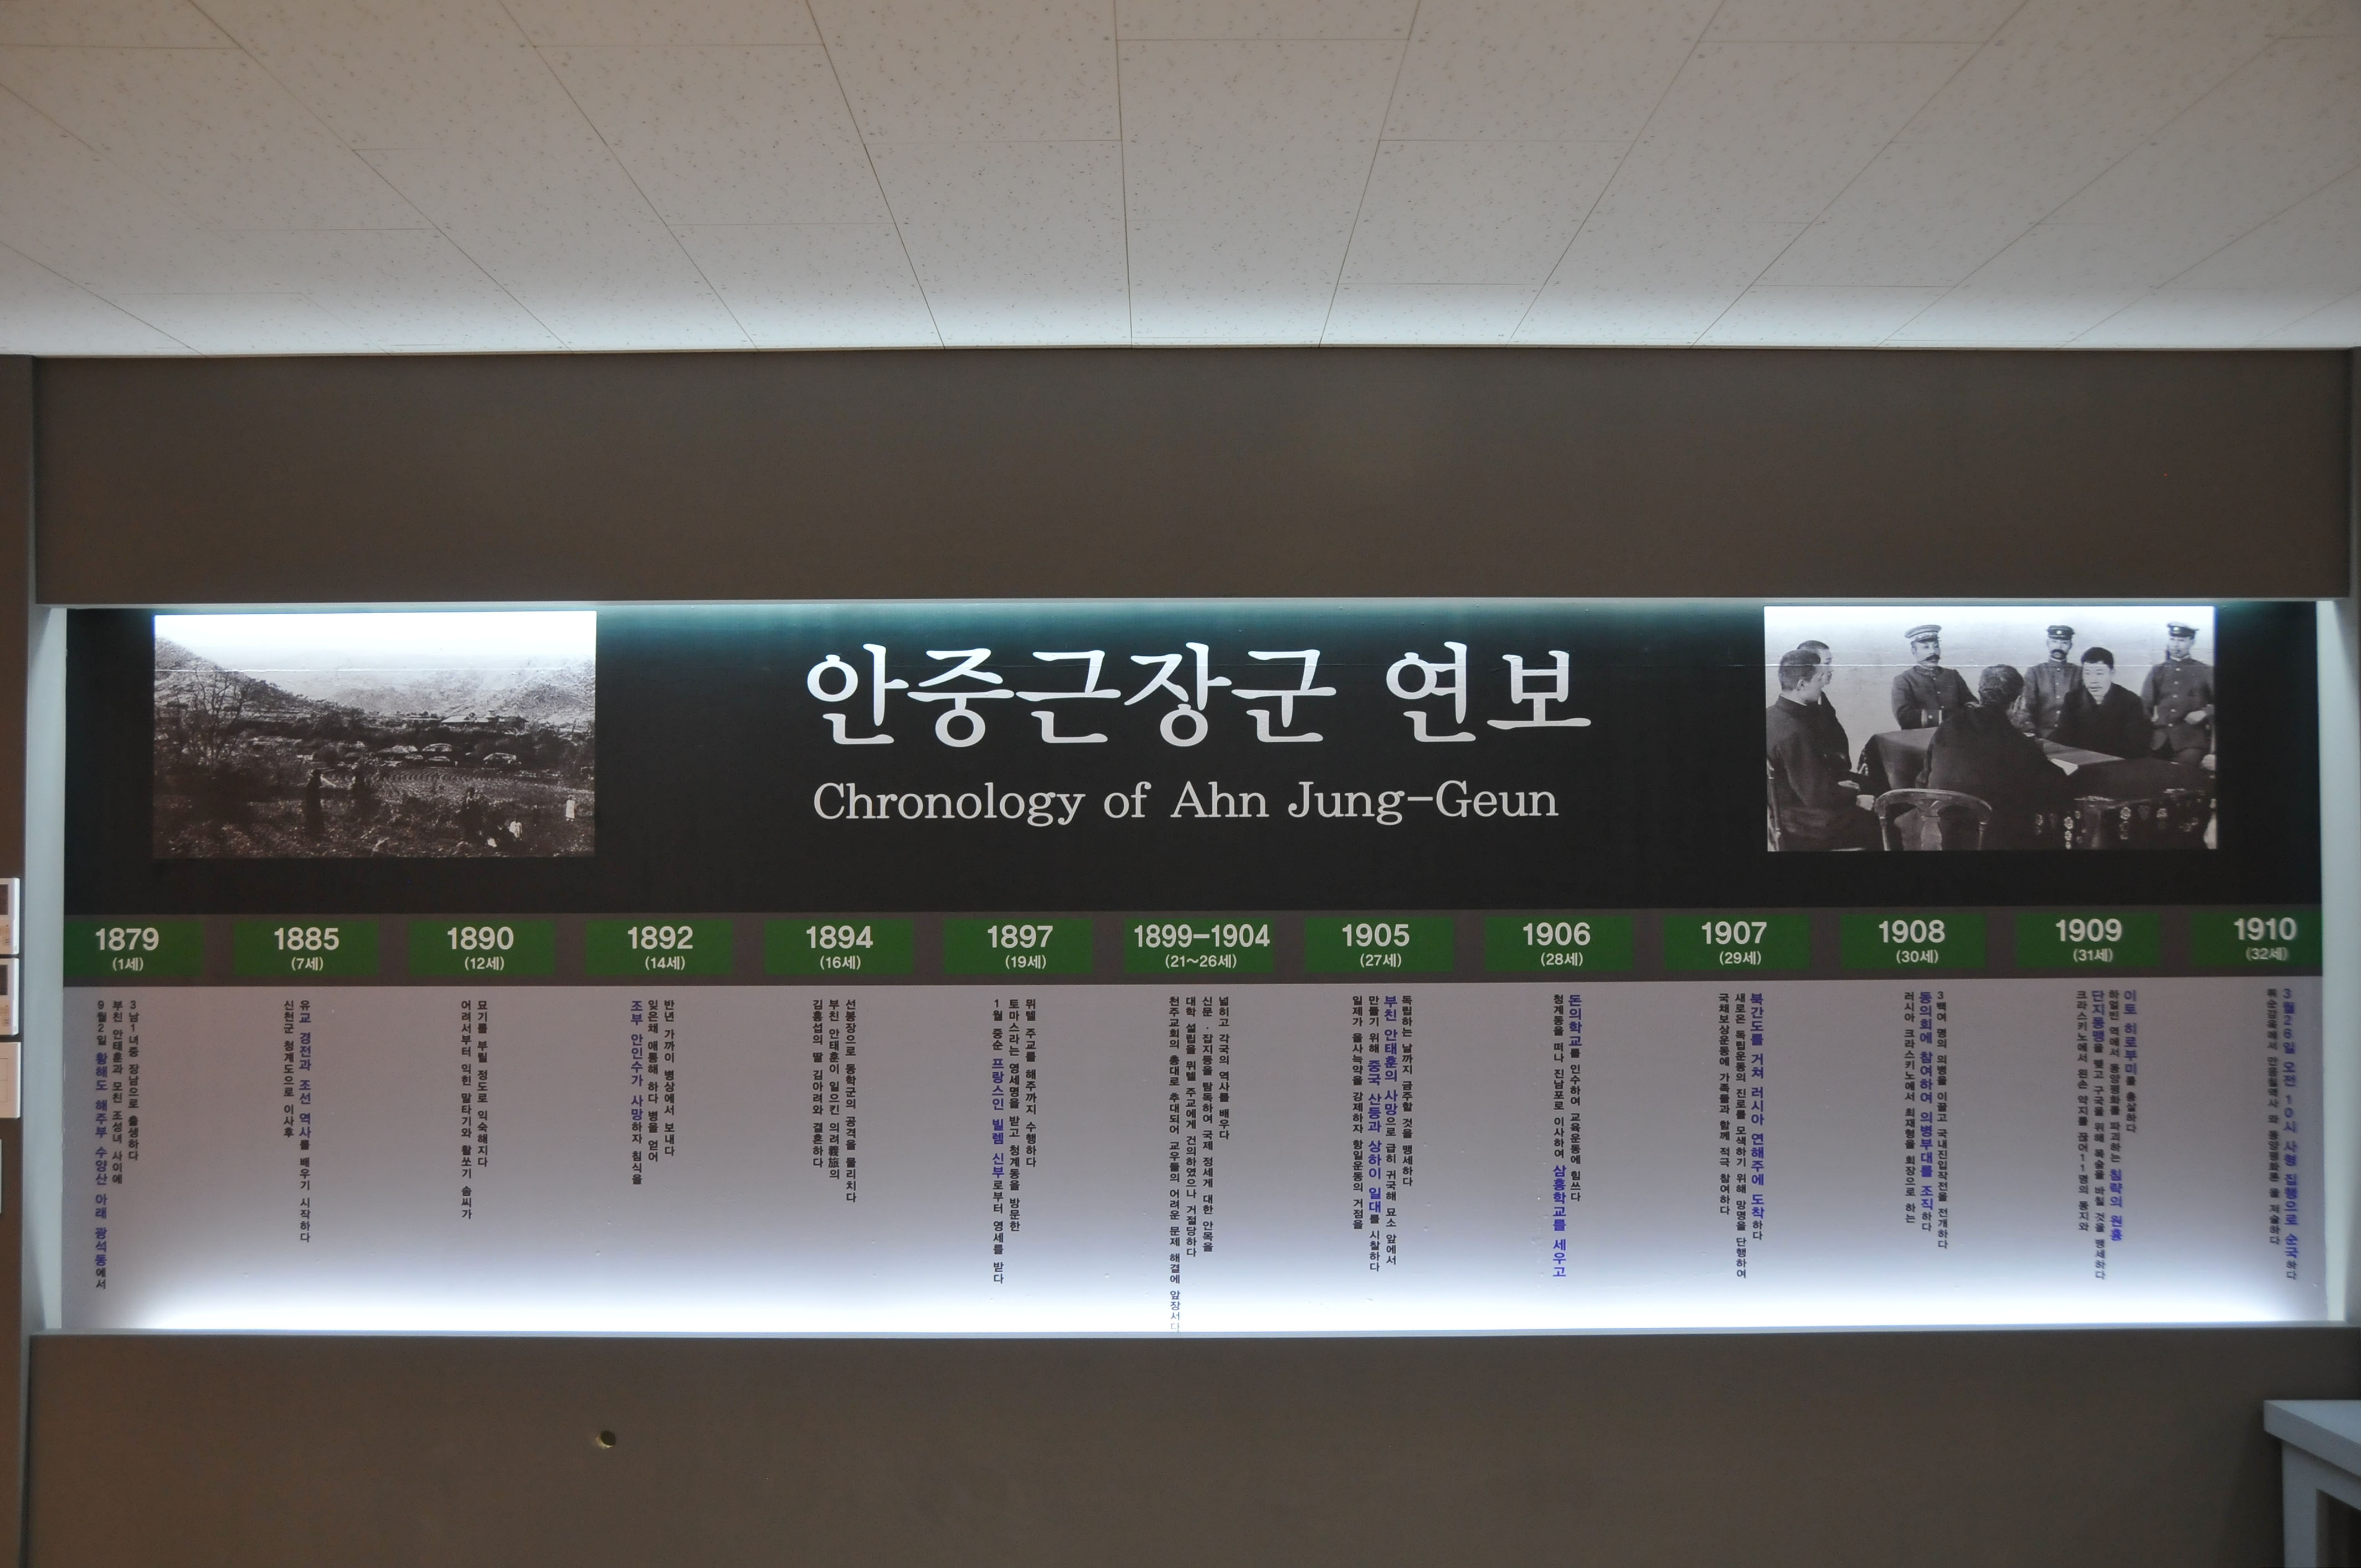 안중근장군 연보
Chronology of Ahn Jung-Geun
1879
(1세)
9월2일 황해도 해주부 수양산 아래 광석동에서
부친 안태훈과 모친 조성녀 사이에
3남1녀중 장남으로 출생하다
1885
(7세)
신천군 청계동으로 이사후
유교 경전과 조선 역사를 배우기 시작하다
1890
(12세)
어려서부터 익힌 말타기와 활쏘기 솜씨가
묘기를 부릴 정도로 익숙해지다
1892
(14세)
조부 안인수가 사망하자 침식을
잊은채 애통해 하다 병을 얻어
반년 가까이 병상에서 보내다
1894
(16세)
김홍섭의 딸 김아려와 결혼하다
부친 안태훈이 일으킨 의려義旅의
선봉장으로 동학군의 공격을 물리치다
1897
(19세)
1월 중순 프랑스인 빌렘 신부로부터 영세를 받다
토마스라는 영세명을 받고 청계동을 방문한
뮈텔 주교를 해주까지 수행하다
1899-1904
(21~26세)
천주교회의 총대로 추대되어 교우들의 어려운 문제 해결에 앞장서다
대학 설립을 뮈텔 주교에게 건의하였으나 거절당하다
신문 · 잡지등을 탐독하여 국제 정세에 대한 안목을
넓히고 각국의 역사를 배우다
1905
(27세)
일제가 을사늑약을 강제하자 항일운동의 거점을
만들기 위해 중국 산동과 상하이 일대를 시찰하다
부친 안태훈의 사망으로 급히 귀국해 묘소 앞에서
독립하는 날까지 금주할 것을 맹세하다
1906
(28세)
청계동을 떠나 진남포로 이사하여 삼흥학교를 세우고
돈의학교를 인수하여 교육운동에 힘쓰다
1907
(29세)
국채보상운동에 가족들과 함께 적극 참여하다
새로운 독립운동의 진로를 모색하기 위해 망명을 단행하여
북간도를 거쳐 러시아 연해주에 도착하다
1908
(30세)
러시아 크라스키노에서 최재형을 회장으로 하는
동의회에 참여하여 의병부대를 조직하다
3백여 명의 의병을 이끌고 국내진입작전을 전개하다
1909
(31세)
크라스키노에서 왼손 약지를 끊어 11명의 동지와
단지동맹을 맺고 구국을 위해 목숨을 바칠 것을 맹세하다
하얼빈 역에서 동양평화를 파괴하는 침략의 원흉
이토 히로부미를 총살하다
1910
(32세)
뤼순감옥에서 안응칠역사 와 동양평화론 을 저술하다
3월26일 오전 10시 사형 집행으로 순국하다